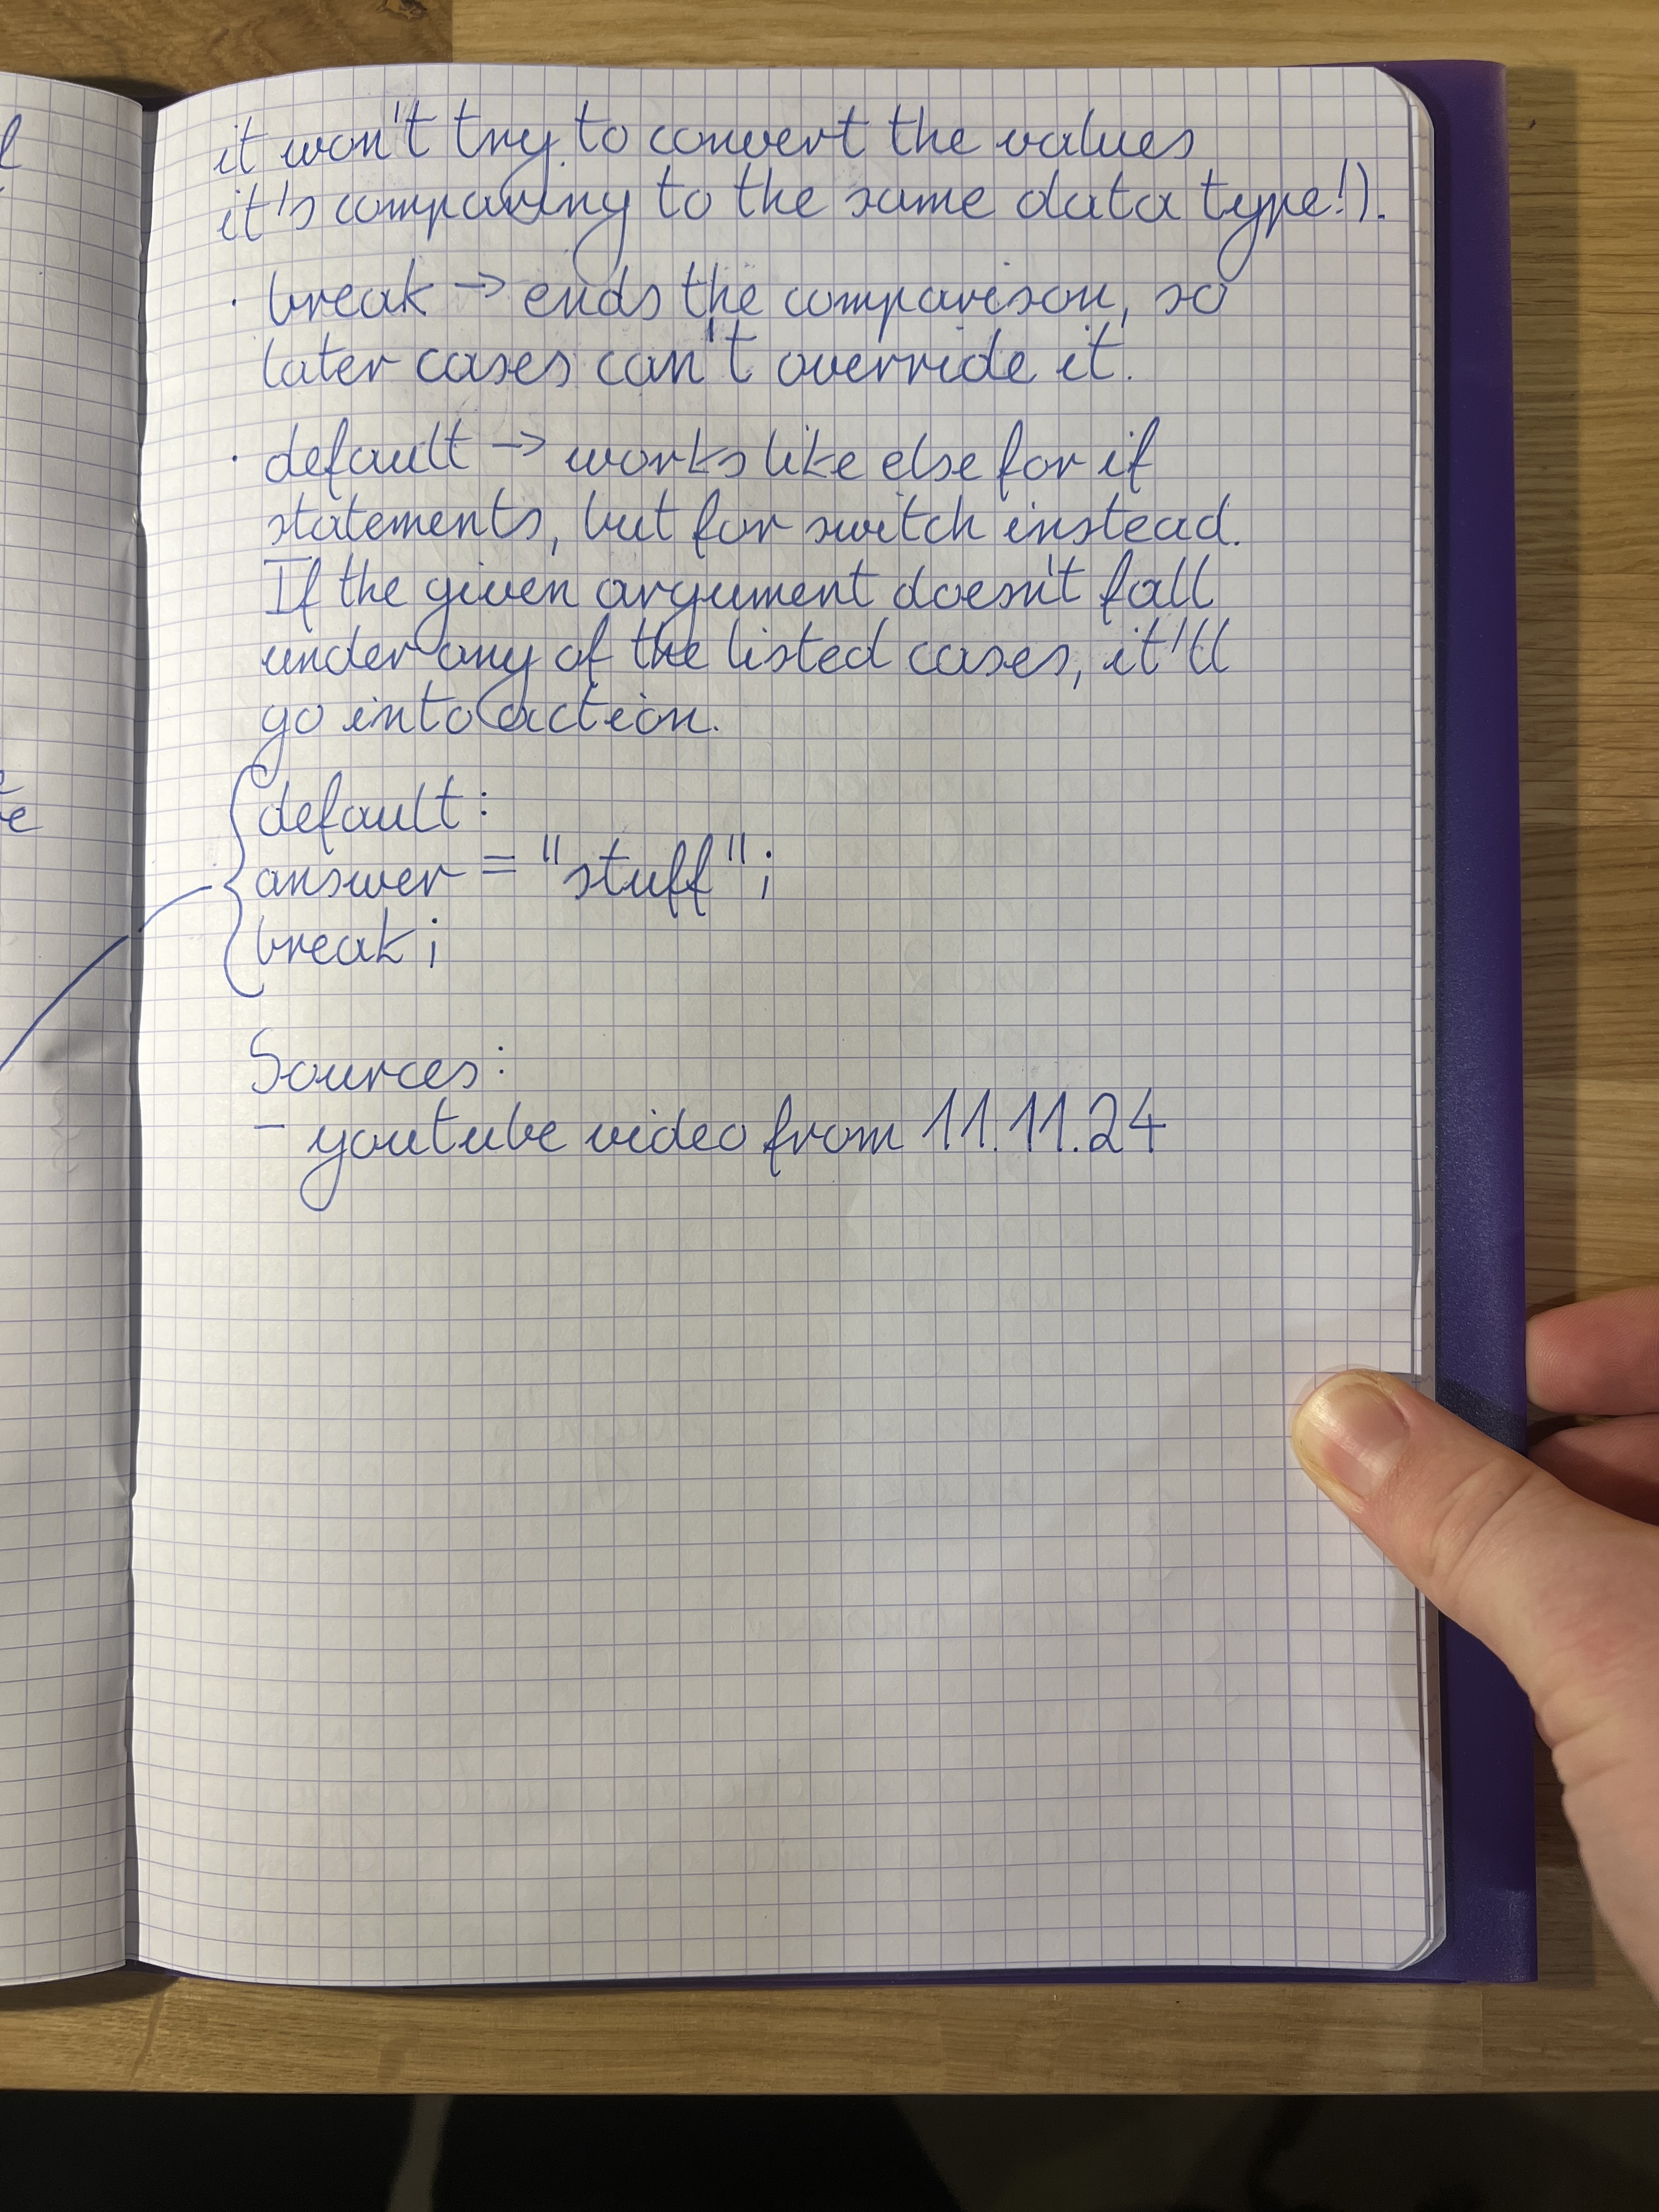 it won't try to convert the values
it's comparing to the same data type!).
· break → ends the comparison, so
later cases can't override it.
· default → works like else for if
statements, but for switch instead.
If the given argument doesn't fall
under any of the listed cases, it'll
go into action.
default:
answer = "stuff";
break;
Sources:
- youtube video from 11.11.24